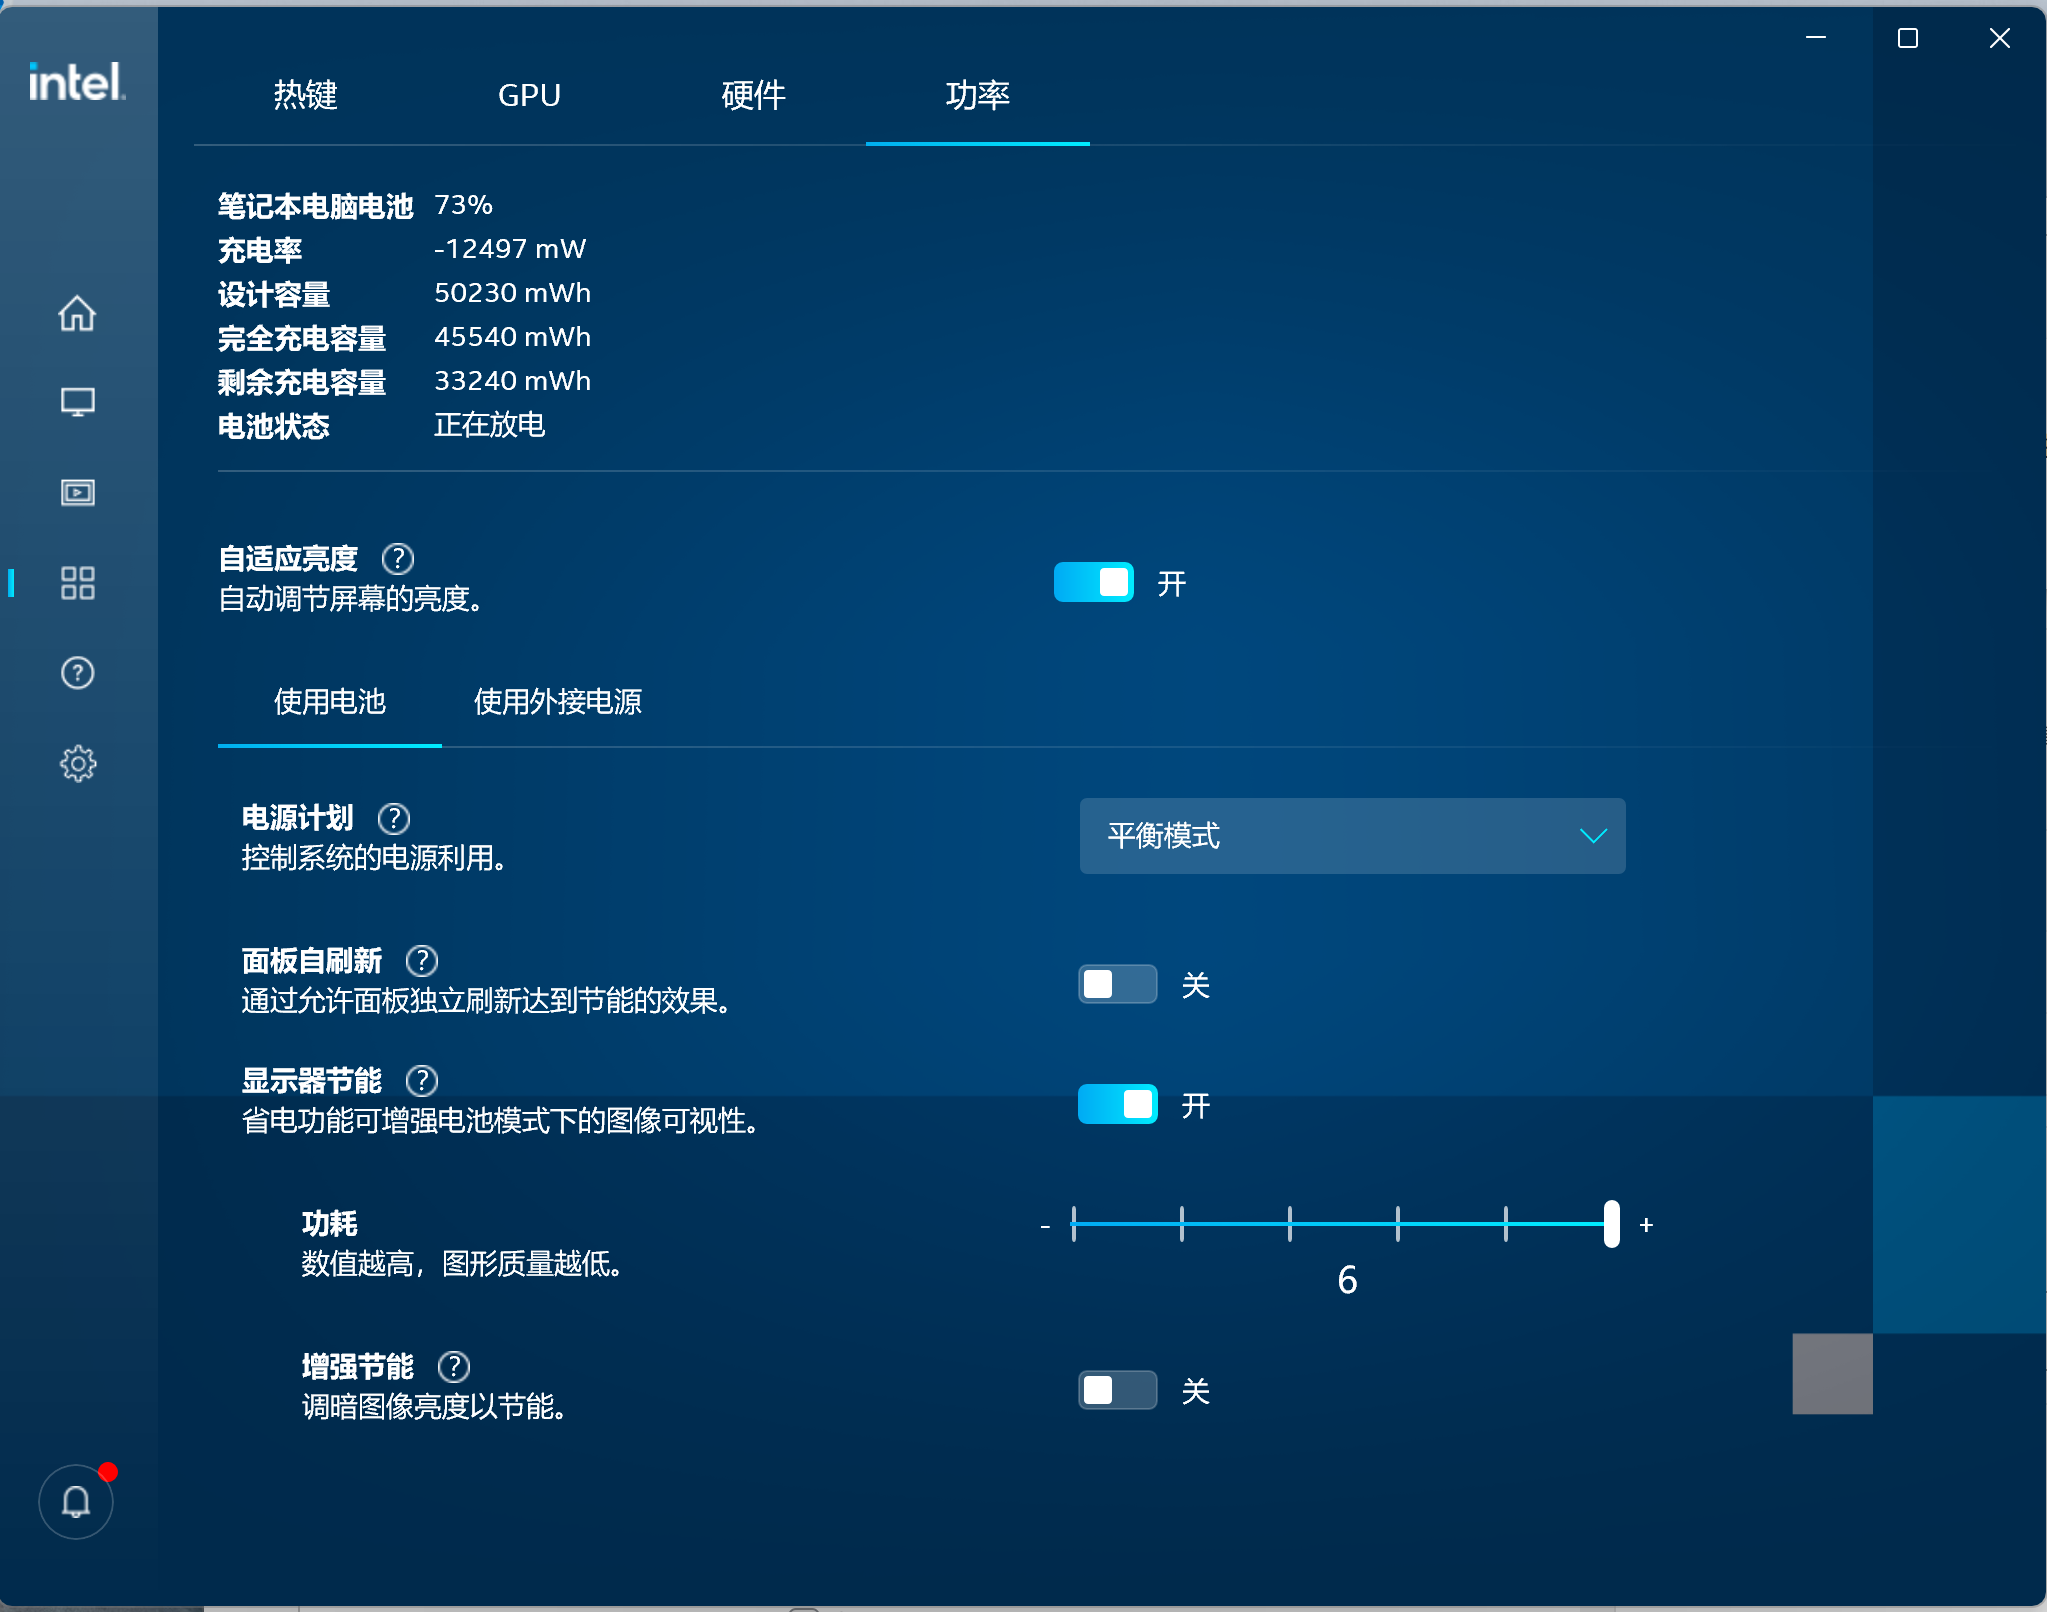 intel.
热键 GPU 硬件 功率
笔记本电脑电池 73%
充电率 -12497 mW
设计容量 50230 mWh
完全充电容量 45540 mWh
剩余充电容量 33240 mWh
电池状态 正在放电
自适应亮度 ?
自动调节屏幕的亮度。
开
使用电池 使用外接电源
电源计划 ?
控制系统的电源利用。
平衡模式
面板自刷新 ?
通过允许面板独立刷新达到节能的效果。
关
显示器节能 ?
省电功能可增强电池模式下的图像可视性。
开
功耗
数值越高，图形质量越低。
- +
6
增强节能 ?
调暗图像亮度以节能。
关